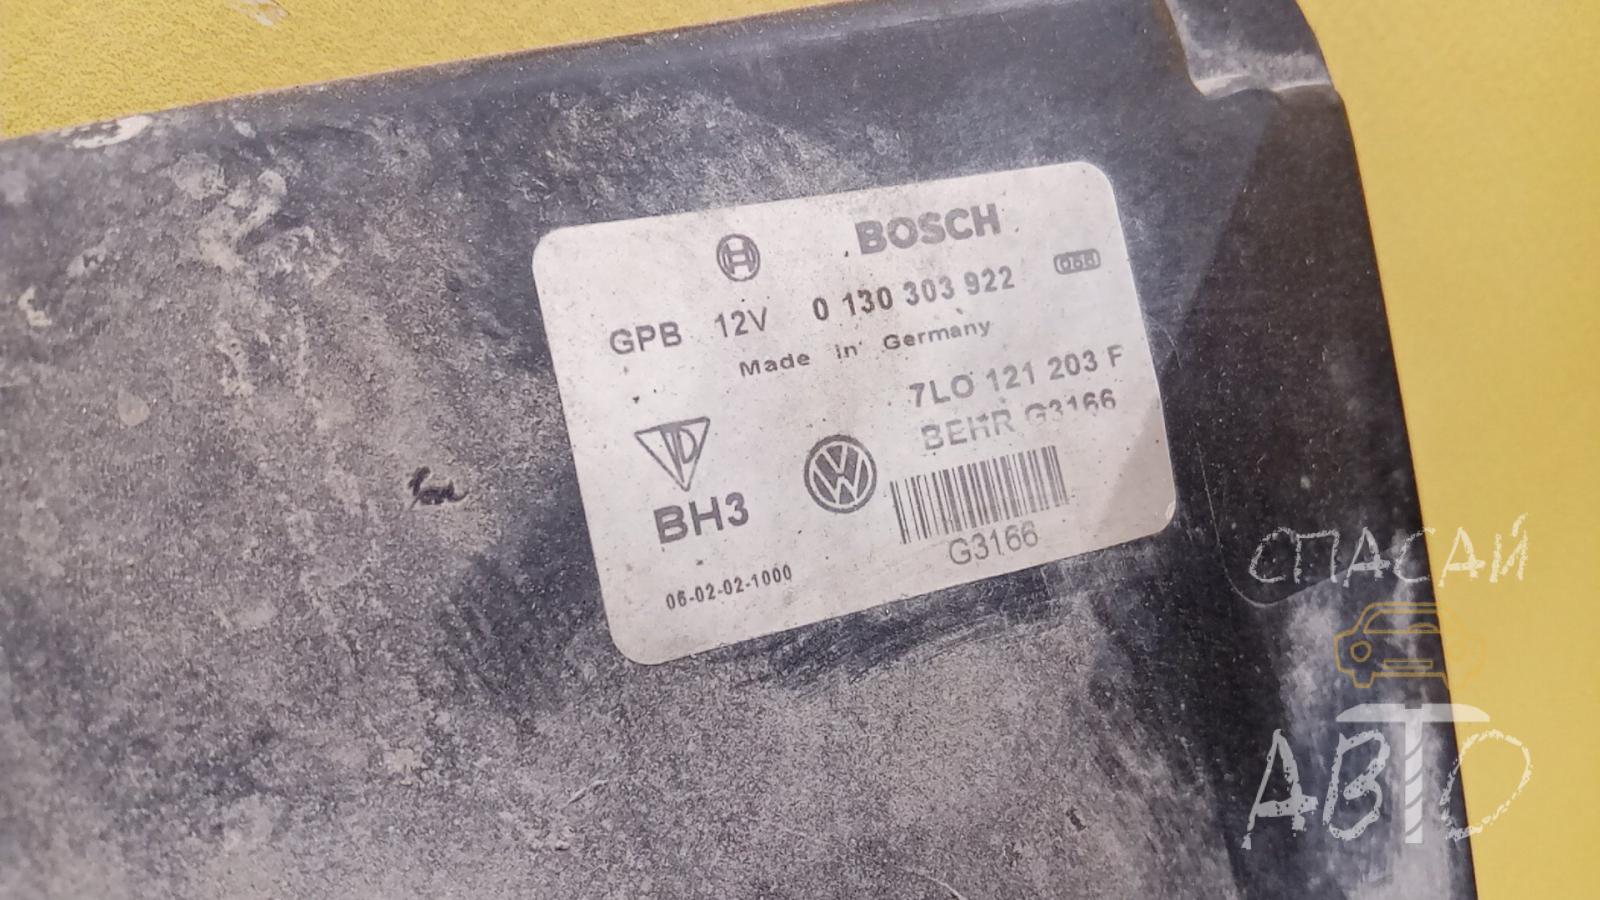 BOSCH
GPB 12V 0 130 303 922
Made in Germany
7LO 121 203 F
BEHR G3166
BH3
G3166
06-02-02-1000
СПАСАЙ
АВТО